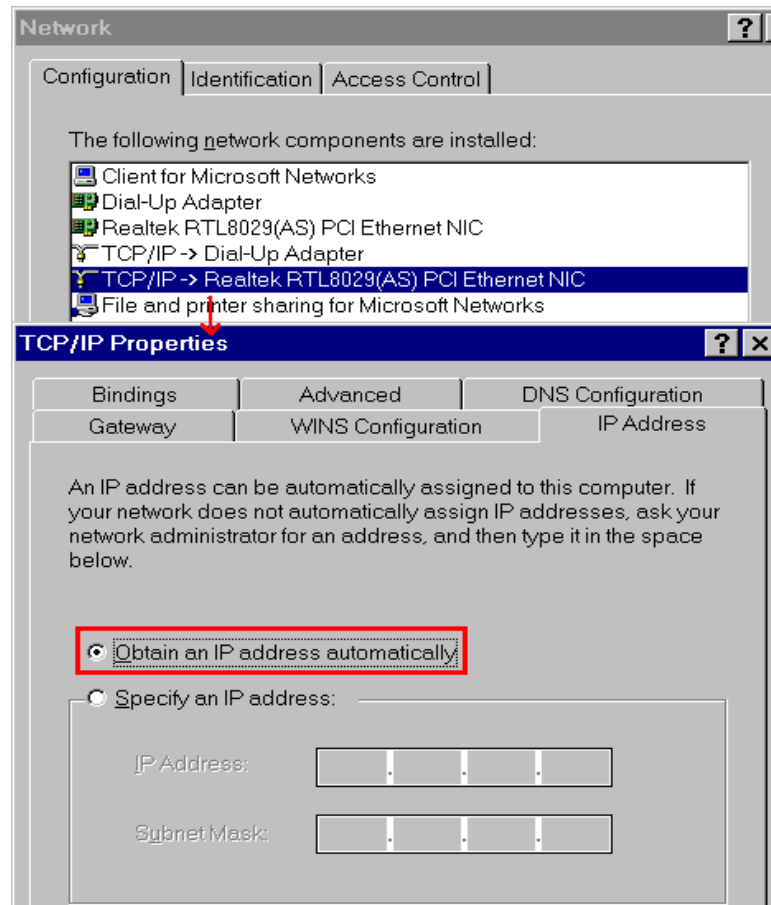 Network
?
Configuration Identification Access Control
The following network components are installed:
Client for Microsoft Networks
Dial-Up Adapter
Realtek RTL8029(AS) PCI Ethernet NIC
TCP/IP -> Dial-Up Adapter
TCP/IP -> Realtek RTL8029(AS) PCI Ethernet NIC
File and printer sharing for Microsoft Networks
TCP/IP Properties
? ×
Bindings Advanced DNS Configuration
Gateway WINS Configuration IP Address
An IP address can be automatically assigned to this computer. If
your network does not automatically assign IP addresses, ask your
network administrator for an address, and then type it in the space
below.
Obtain an IP address automatically
Specify an IP address:
IP Address:
. . .
Subnet Mask:
. . .